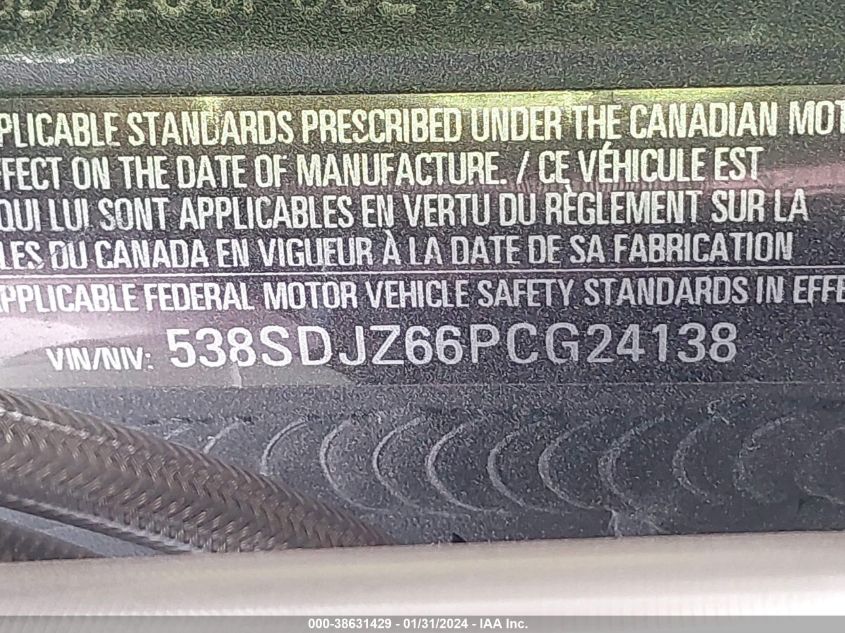 PPLICABLE STANDARDS PRESCRIBED UNDER THE CANADIAN MOT
FFECT ON THE DATE OF MANUFACTURE. / CE VÉHICULE EST
QUI LUI SONT APPLICABLES EN VERTU DU RÈGLEMENT SUR LA
LES DU CANADA EN VIGUEUR À LA DATE DE SA FABRICATION
APPLICABLE FEDERAL MOTOR VEHICLE SAFETY STANDARDS IN EFFE
VIN/NIV: 538SDJZ66PCG24138
000-38631429 - 01/31/2024 - IAA Inc.